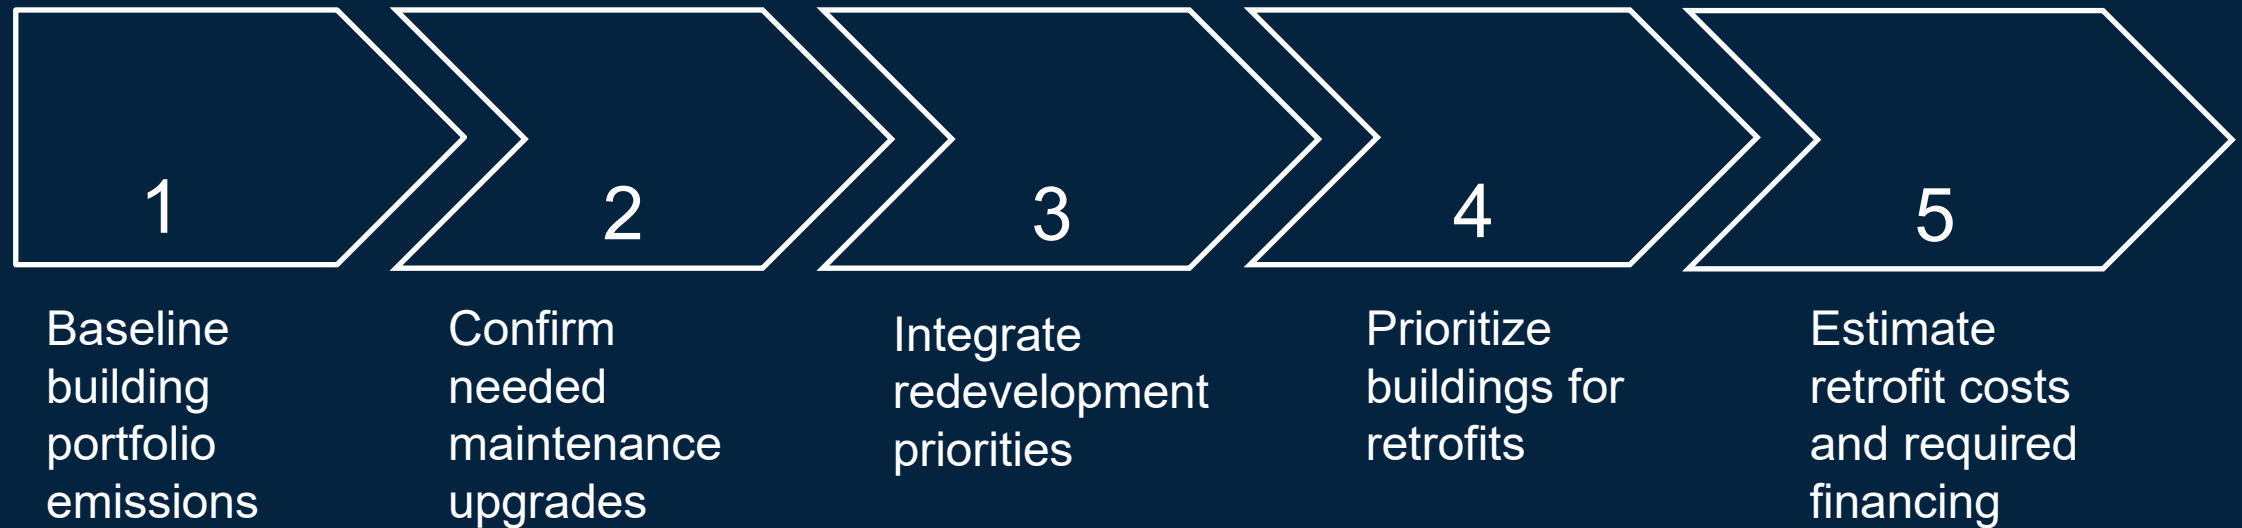 1
Baseline
building
portfolio
emissions
2
Confirm
needed
maintenance
upgrades
3
Integrate
redevelopment
priorities
4
Prioritize
buildings for
retrofits
5
Estimate
retrofit costs
and required
financing